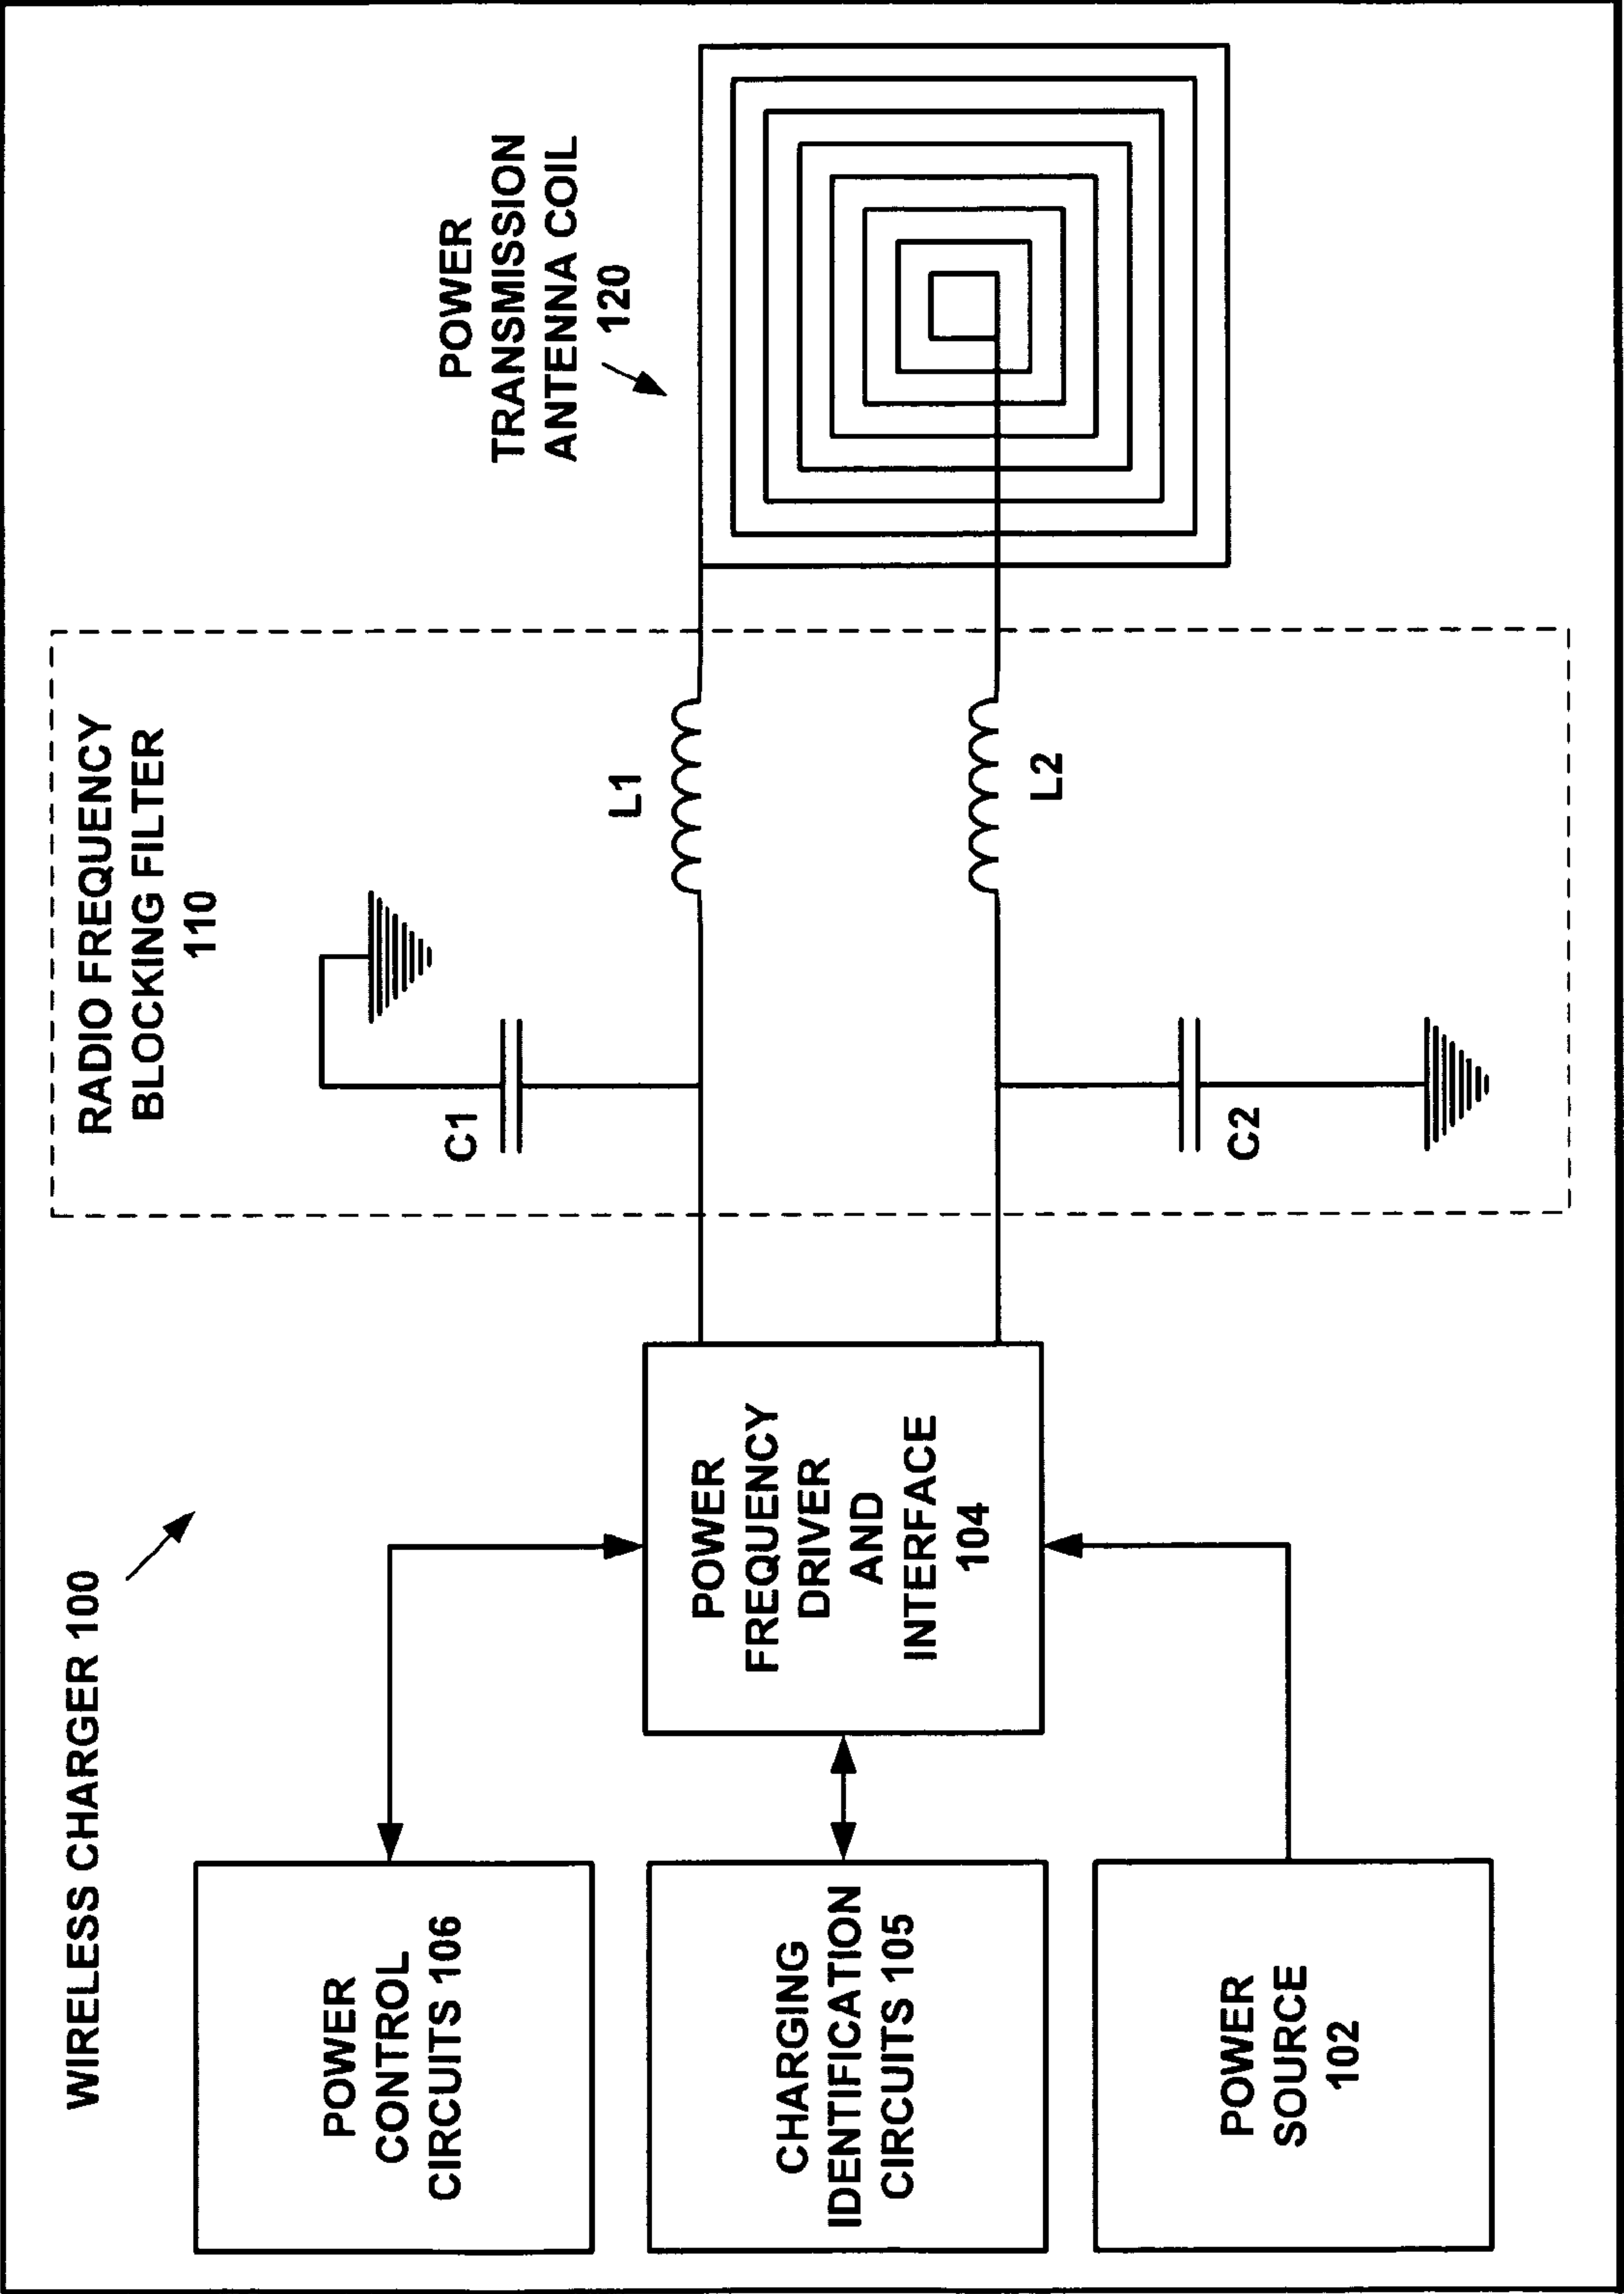 WIRELESS CHARGER 100
POWER
CONTROL
CIRCUITS 106
CHARGING
IDENTIFICATION
CIRCUITS 105
POWER
SOURCE
102
POWER
FREQUENCY
DRIVER
AND
INTERFACE
104
RADIO FREQUENCY
BLOCKING FILTER
110
C1
L1
L2
C2
POWER
TRANSMISSION
ANTENNA COIL
120